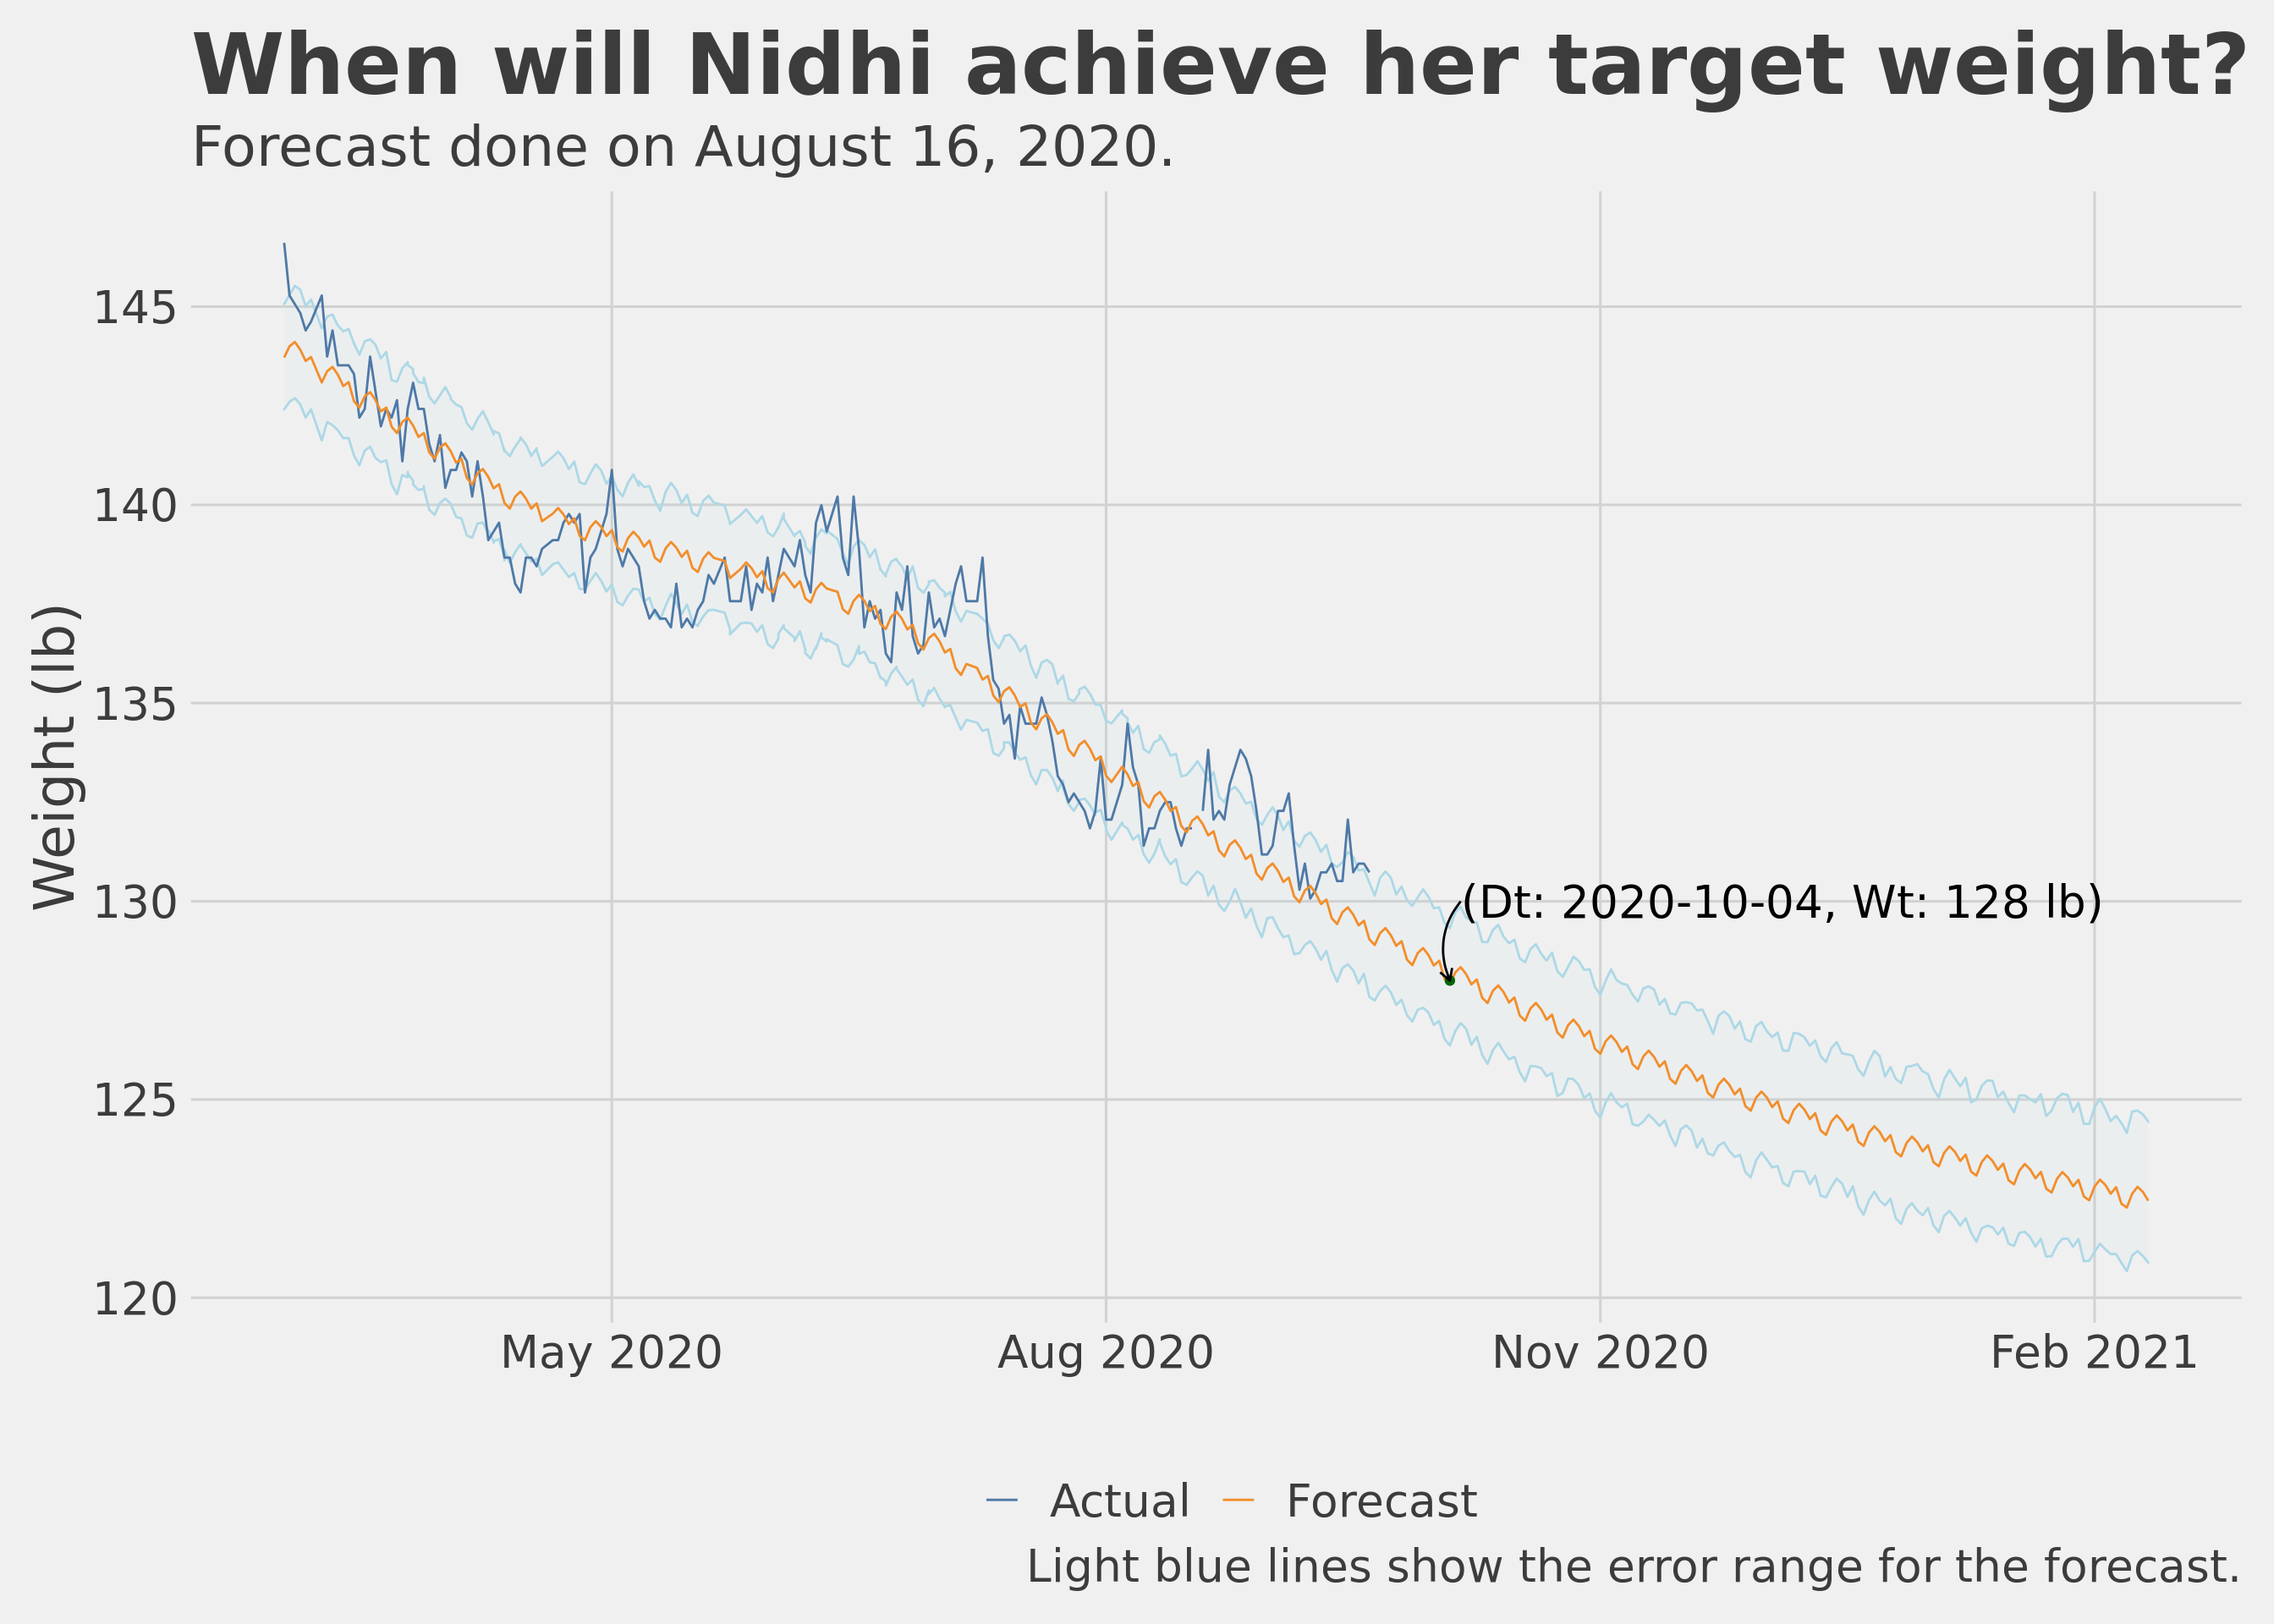 When will Nidhi achieve her target weight?
Forecast done on August 16, 2020.
Weight (lb)
145
140
135
130
125
120
(Dt: 2020-10-04, Wt: 128 lb)
May 2020
Aug 2020
Nov 2020
Feb 2021
Actual
Forecast
Light blue lines show the error range for the forecast.